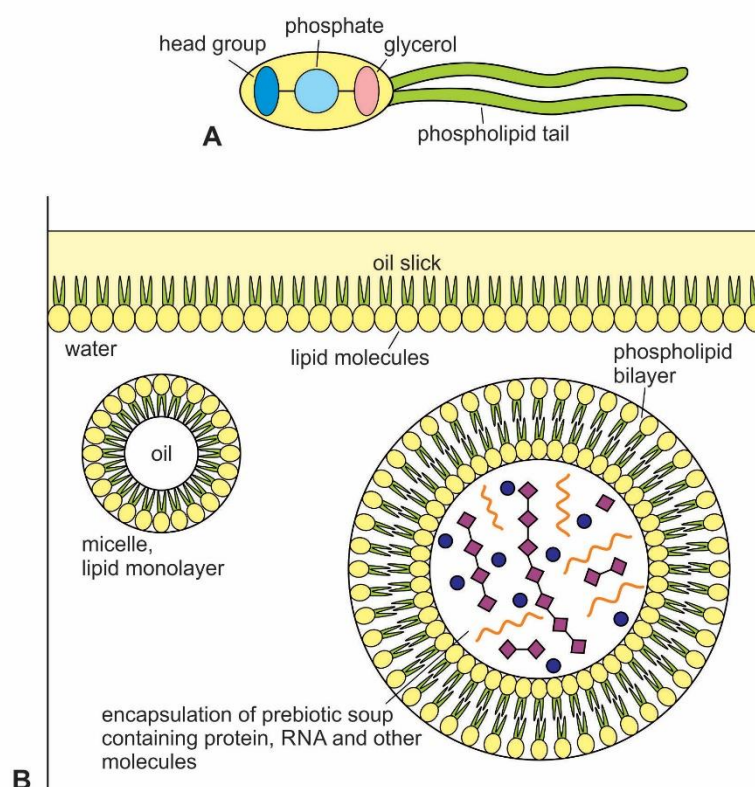 phosphate
head group
glycerol
phospholipid tail
A
oil slick
water
lipid molecules
phospholipid
bilayer
oil
micelle,
lipid monolayer
encapsulation of prebiotic soup
containing protein, RNA and other
molecules
B